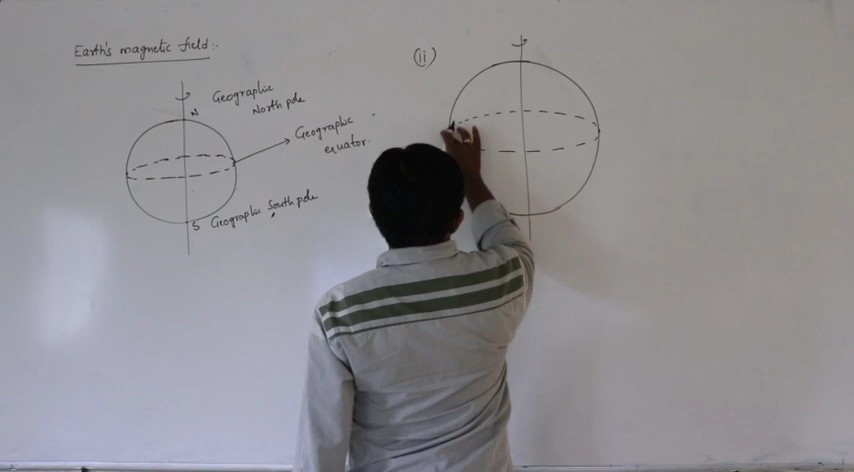 Earth's magnetic field:-
(ii)
N
Geographic
North pole
Geographic
equator.
S Geographic South pole